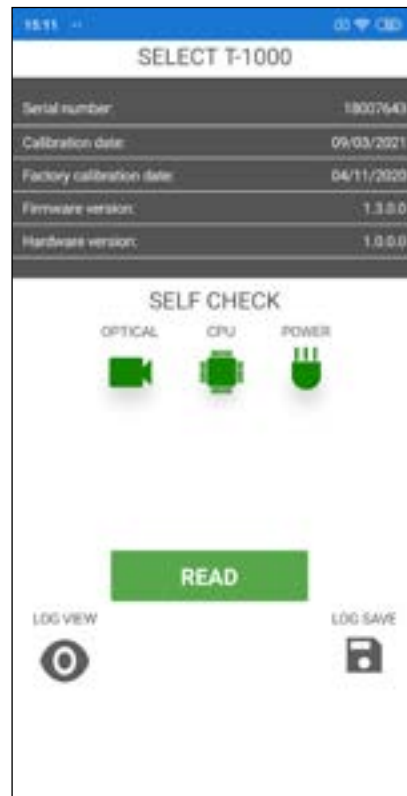 15.11
SELECT T-1000
Serial number: 18007643
Calibration date: 09/03/2021
Factory calibration date: 04/11/2020
Firmware version: 1.3.0.0
Hardware version: 1.0.0.0
SELF CHECK
OPTICAL CPU POWER
READ
LOG VIEW LOG SAVE